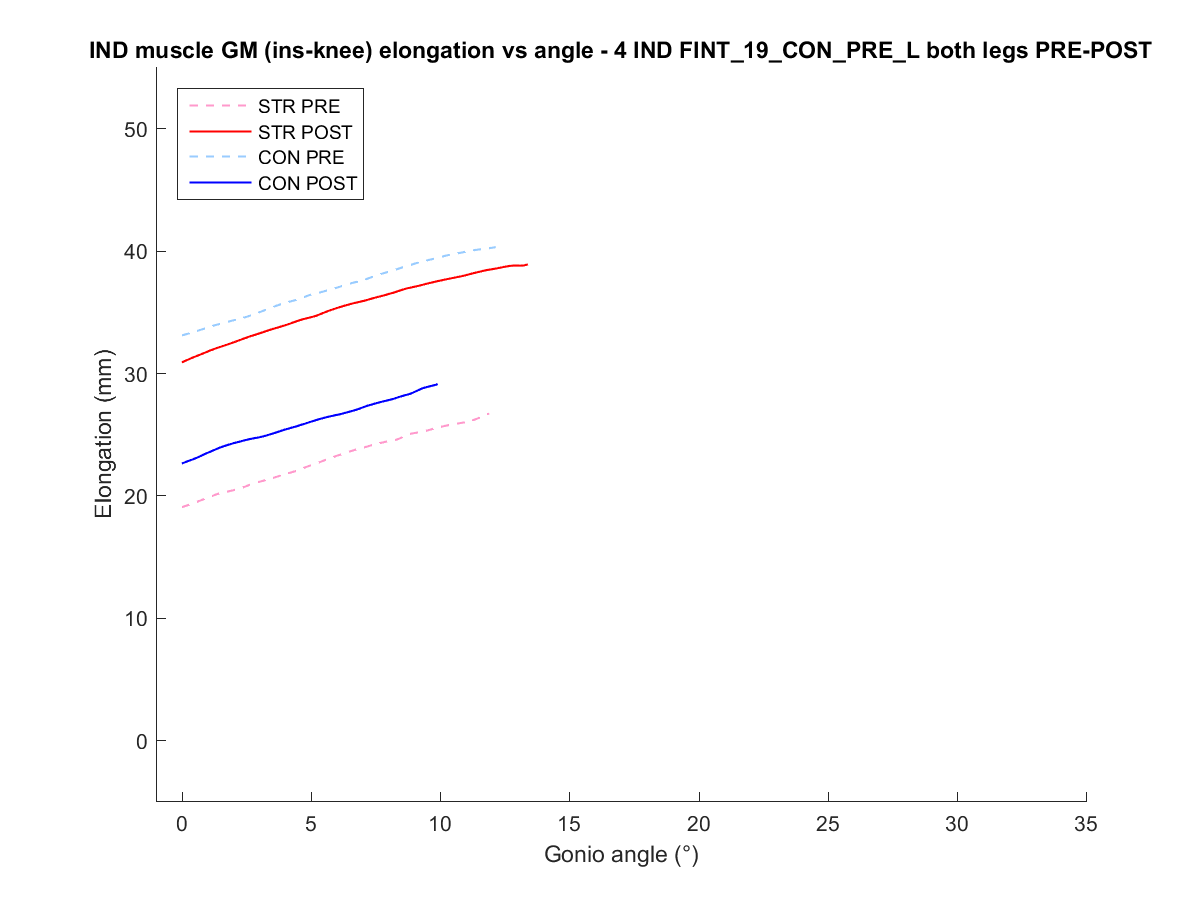 IND muscle GM (ins-knee) elongation vs angle - 4 IND FINT_19_CON_PRE_L both legs PRE-POST
STR PRE
STR POST
CON PRE
CON POST
50
40
30
20
10
0
Elongation (mm)
0 5 10 15 20 25 30 35
Gonio angle (°)